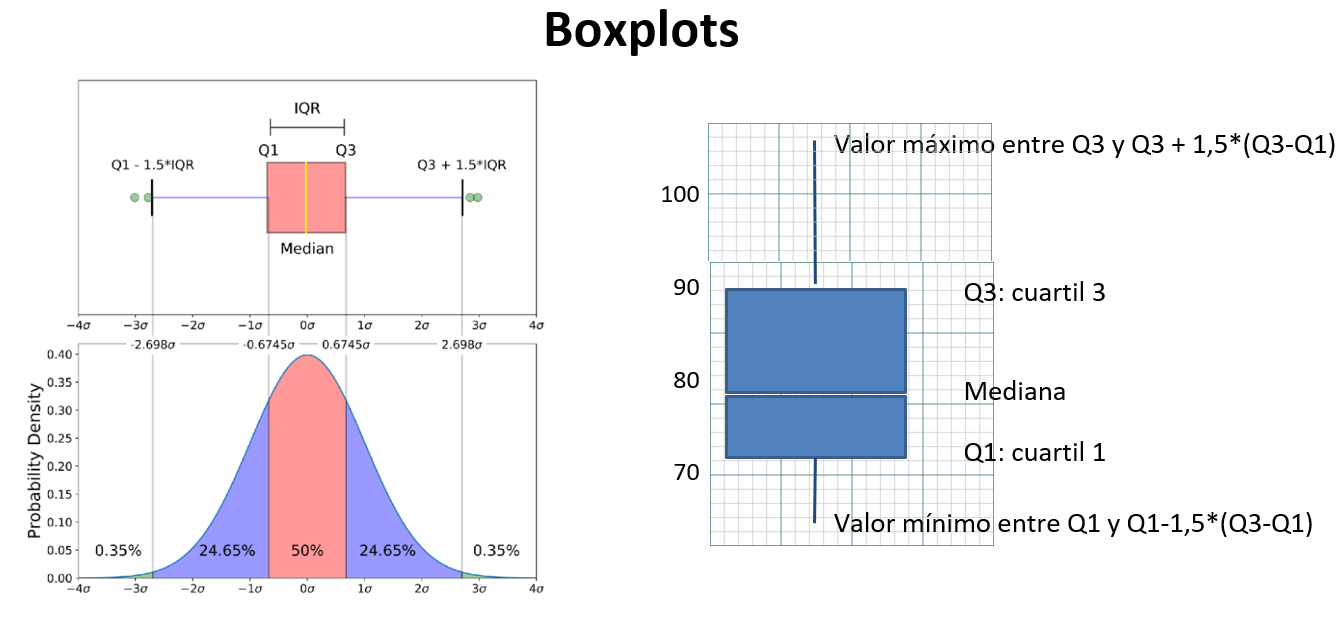 Boxplots
IQR
Q1 Q3
Q1 - 1.5*IQR Q3 + 1.5*IQR
Median
−4σ −3σ −2σ −1σ 0σ 1σ 2σ 3σ 4σ
-2.698σ -0.6745σ 0.6745σ 2.698σ
0.40
0.35
0.30
0.25
0.20
0.15
0.10
0.05
0.00
Probability Density
0.35% 24.65% 50% 24.65% 0.35%
−4σ −3σ −2σ −1σ 0σ 1σ 2σ 3σ 4σ
Valor máximo entre Q3 y Q3 + 1,5*(Q3-Q1)
100
90
Q3: cuartil 3
80
Mediana
Q1: cuartil 1
70
Valor mínimo entre Q1 y Q1-1,5*(Q3-Q1)